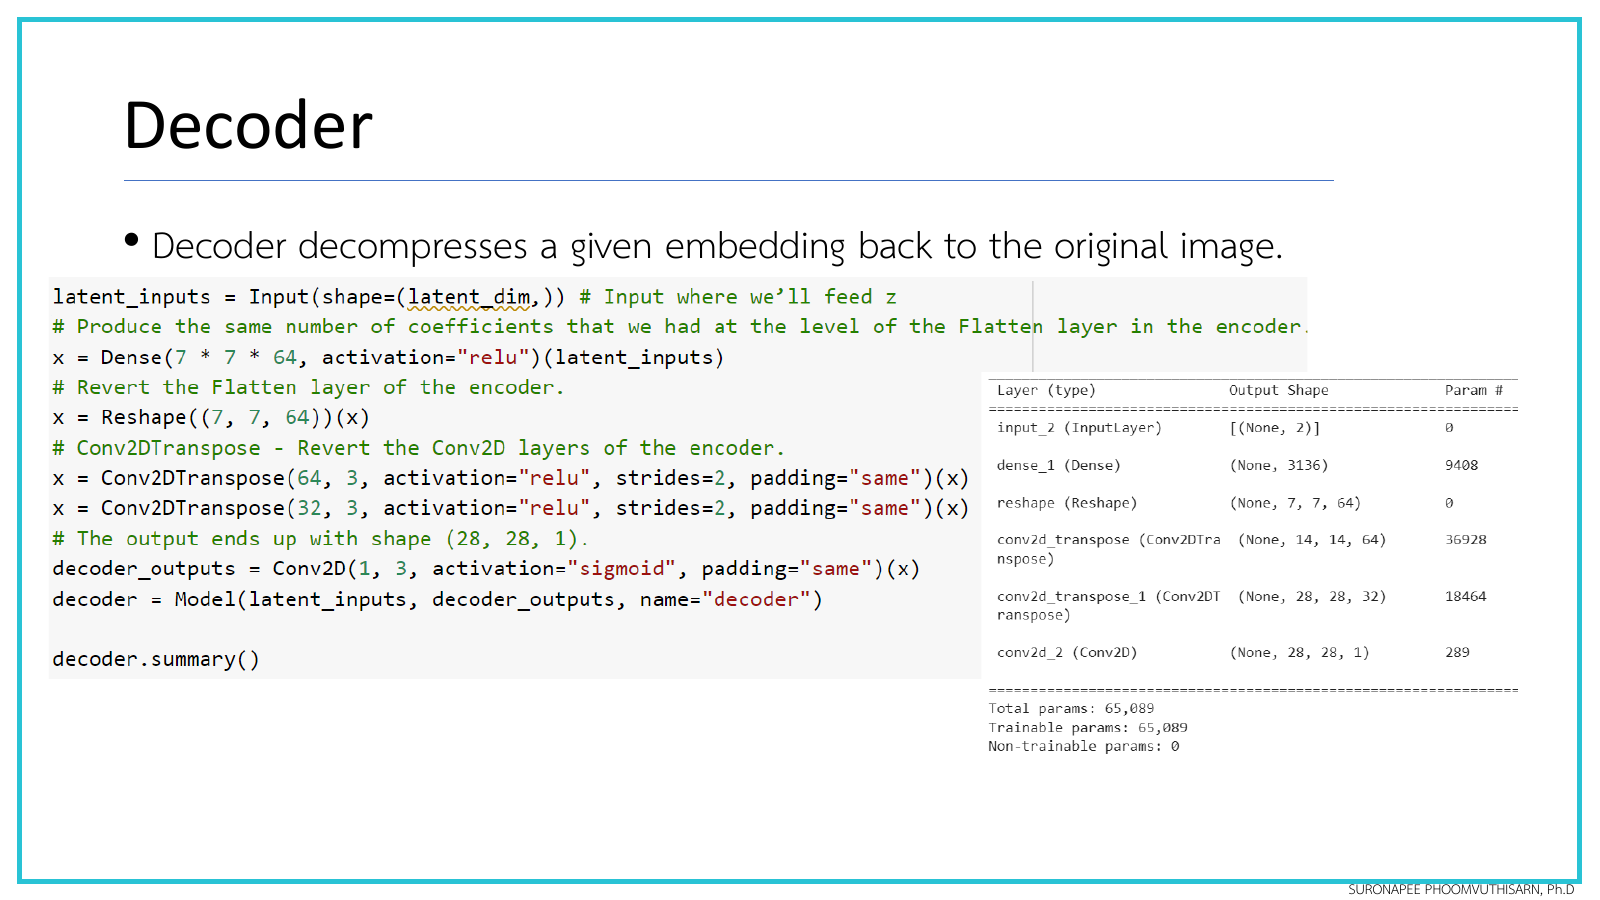 Decoder
• Decoder decompresses a given embedding back to the original image.
latent_inputs = Input(shape=(latent_dim,)) # Input where we’ll feed z
# Produce the same number of coefficients that we had at the level of the Flatten layer in the encoder.
x = Dense(7 * 7 * 64, activation="relu")(latent_inputs)
# Revert the Flatten layer of the encoder.
x = Reshape((7, 7, 64))(x)
# Conv2DTranspose - Revert the Conv2D layers of the encoder.
x = Conv2DTranspose(64, 3, activation="relu", strides=2, padding="same")(x)
x = Conv2DTranspose(32, 3, activation="relu", strides=2, padding="same")(x)
# The output ends up with shape (28, 28, 1).
decoder_outputs = Conv2D(1, 3, activation="sigmoid", padding="same")(x)
decoder = Model(latent_inputs, decoder_outputs, name="decoder")
decoder.summary()
Layer (type) Output Shape Param #
=================================================================
input_2 (InputLayer) [(None, 2)] 0
dense_1 (Dense) (None, 3136) 9408
reshape (Reshape) (None, 7, 7, 64) 0
conv2d_transpose (Conv2DTra (None, 14, 14, 64) 36928
nspose)
conv2d_transpose_1 (Conv2DT (None, 28, 28, 32) 18464
ranspose)
conv2d_2 (Conv2D) (None, 28, 28, 1) 289
=================================================================
Total params: 65,089
Trainable params: 65,089
Non-trainable params: 0
SURONAPEE PHOOMVUTHISARN, Ph.D